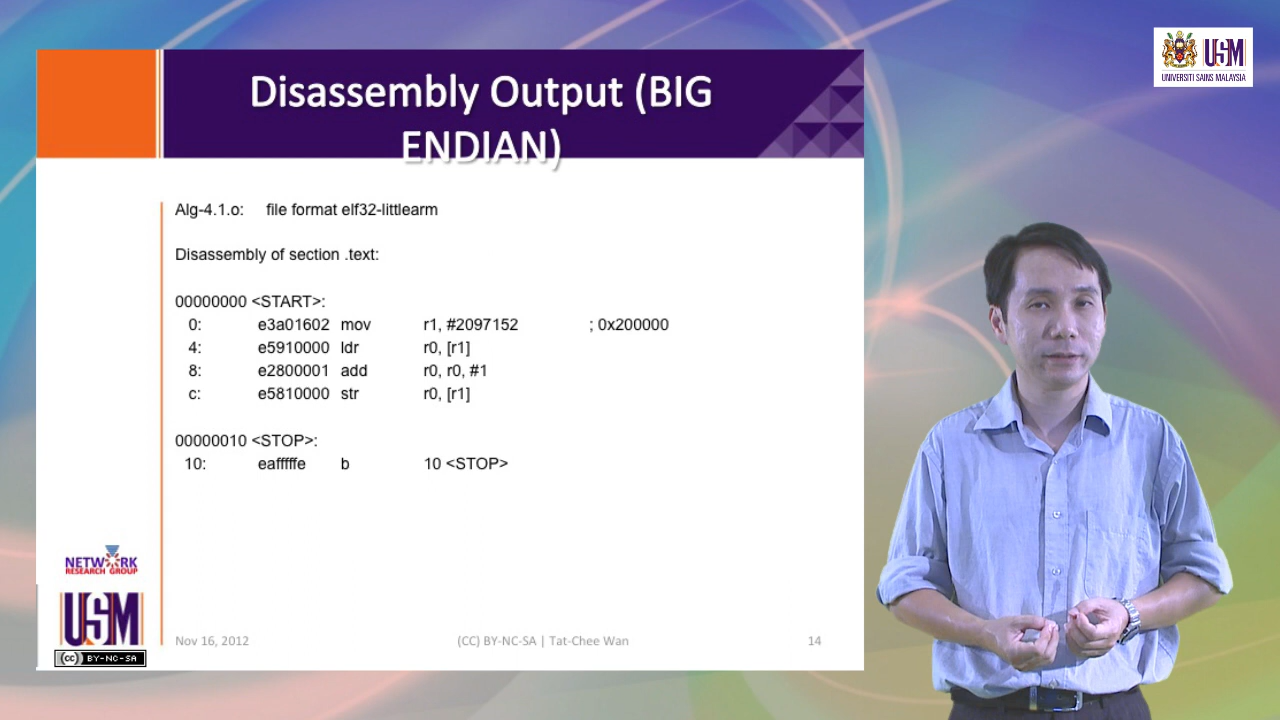 USM
UNIVERSITI SAINS MALAYSIA
Disassembly Output (BIG
ENDIAN)
Alg-4.1.o: file format elf32-littlearm
Disassembly of section .text:
00000000 <START>:
0: e3a01602 mov r1, #2097152 ; 0x200000
4: e5910000 ldr r0, [r1]
8: e2800001 add r0, r0, #1
c: e5810000 str r0, [r1]
00000010 <STOP>:
10: eafffffe b 10 <STOP>
NETWORK
RESEARCH GROUP
USM
(cc) BY-NC-SA
Nov 16, 2012 (CC) BY-NC-SA | Tat-Chee Wan 14